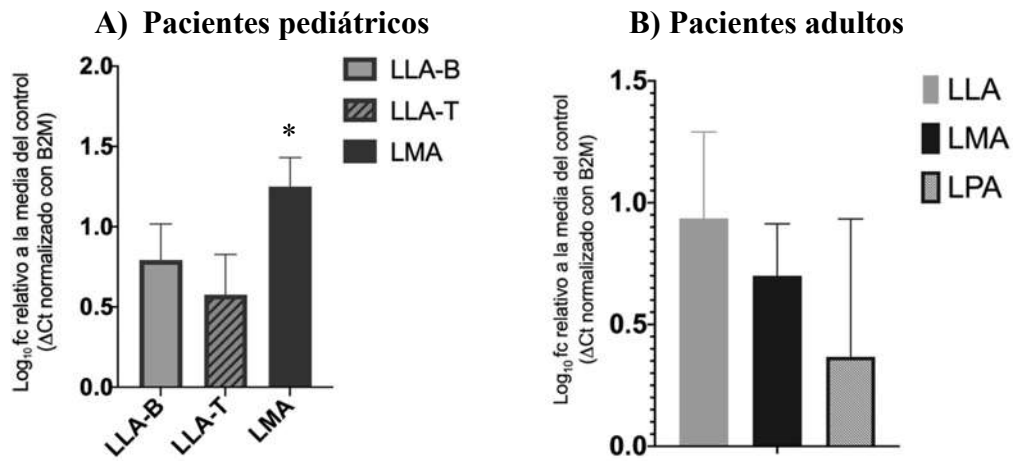 A) Pacientes pediátricos
Log₁₀ fc relativo a la media del control
(ΔCt normalizado con B2M)
2.0
1.5
1.0
0.5
0.0
*
LLA-B
LLA-T
LMA
LLA-B
LLA-T
LMA
B) Pacientes adultos
Log₁₀ fc relativo a la media del control
(ΔCt normalizado con B2M)
1.5
1.0
0.5
0.0
LLA
LMA
LPA